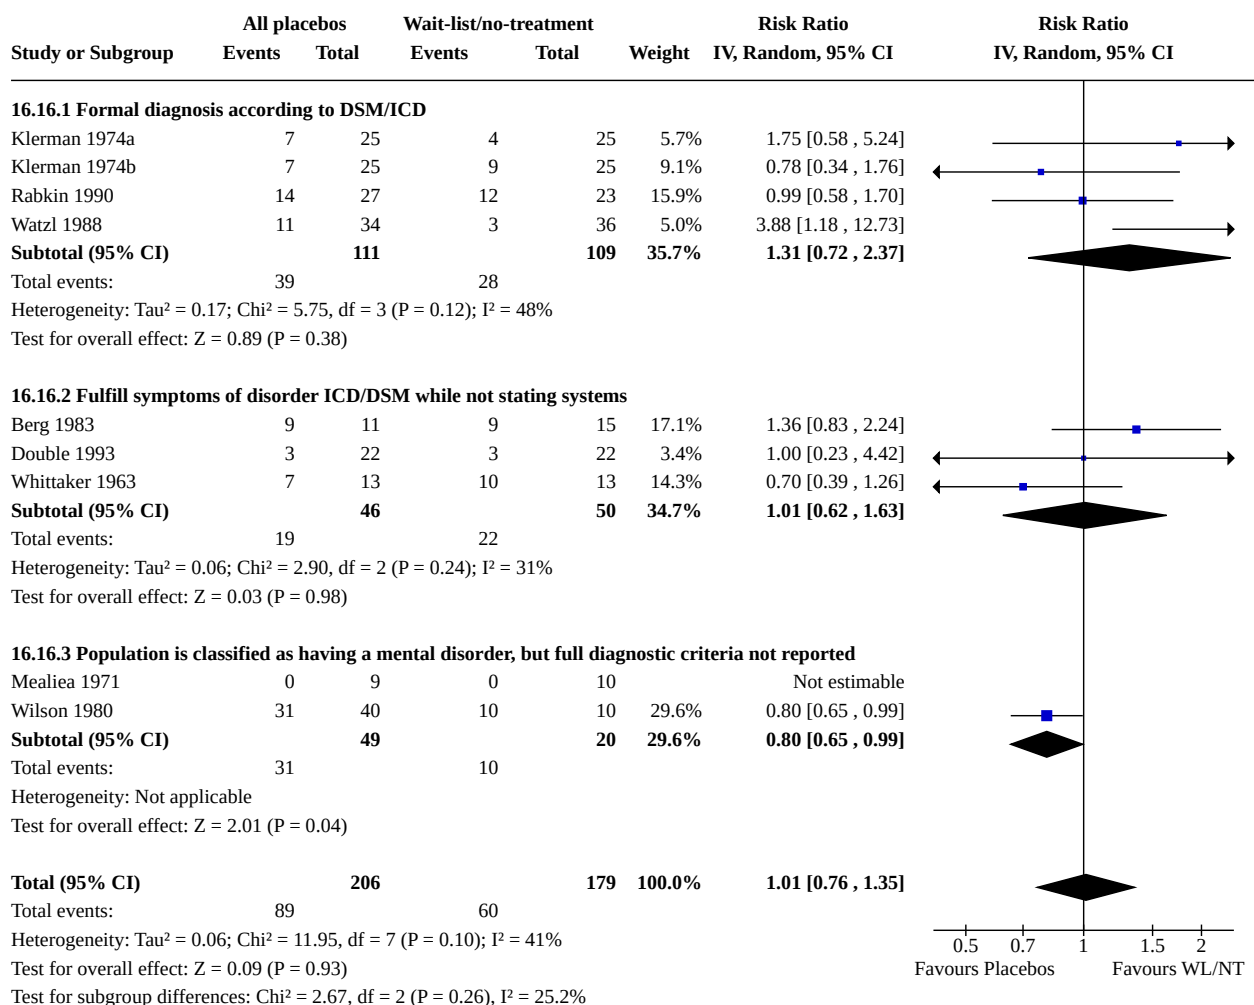 All placebos Wait-list/no-treatment Risk Ratio Risk Ratio
Study or Subgroup Events Total Events Total Weight IV, Random, 95% CI IV, Random, 95% CI
16.16.1 Formal diagnosis according to DSM/ICD
Klerman 1974a 7 25 4 25 5.7% 1.75 [0.58 , 5.24]
Klerman 1974b 7 25 9 25 9.1% 0.78 [0.34 , 1.76]
Rabkin 1990 14 27 12 23 15.9% 0.99 [0.58 , 1.70]
Watzl 1988 11 34 3 36 5.0% 3.88 [1.18 , 12.73]
Subtotal (95% CI) 111 109 35.7% 1.31 [0.72 , 2.37]
Total events: 39 28
Heterogeneity: Tau² = 0.17; Chi² = 5.75, df = 3 (P = 0.12); I² = 48%
Test for overall effect: Z = 0.89 (P = 0.38)
16.16.2 Fulfill symptoms of disorder ICD/DSM while not stating systems
Berg 1983 9 11 9 15 17.1% 1.36 [0.83 , 2.24]
Double 1993 3 22 3 22 3.4% 1.00 [0.23 , 4.42]
Whittaker 1963 7 13 10 13 14.3% 0.70 [0.39 , 1.26]
Subtotal (95% CI) 46 50 34.7% 1.01 [0.62 , 1.63]
Total events: 19 22
Heterogeneity: Tau² = 0.06; Chi² = 2.90, df = 2 (P = 0.24); I² = 31%
Test for overall effect: Z = 0.03 (P = 0.98)
16.16.3 Population is classified as having a mental disorder, but full diagnostic criteria not reported
Mealiea 1971 0 9 0 10 Not estimable
Wilson 1980 31 40 10 10 29.6% 0.80 [0.65 , 0.99]
Subtotal (95% CI) 49 20 29.6% 0.80 [0.65 , 0.99]
Total events: 31 10
Heterogeneity: Not applicable
Test for overall effect: Z = 2.01 (P = 0.04)
Total (95% CI) 206 179 100.0% 1.01 [0.76 , 1.35]
Total events: 89 60
Heterogeneity: Tau² = 0.06; Chi² = 11.95, df = 7 (P = 0.10); I² = 41%
0.5 0.7 1 1.5 2
Test for overall effect: Z = 0.09 (P = 0.93) Favours Placebos Favours WL/NT
Test for subgroup differences: Chi² = 2.67, df = 2 (P = 0.26), I² = 25.2%